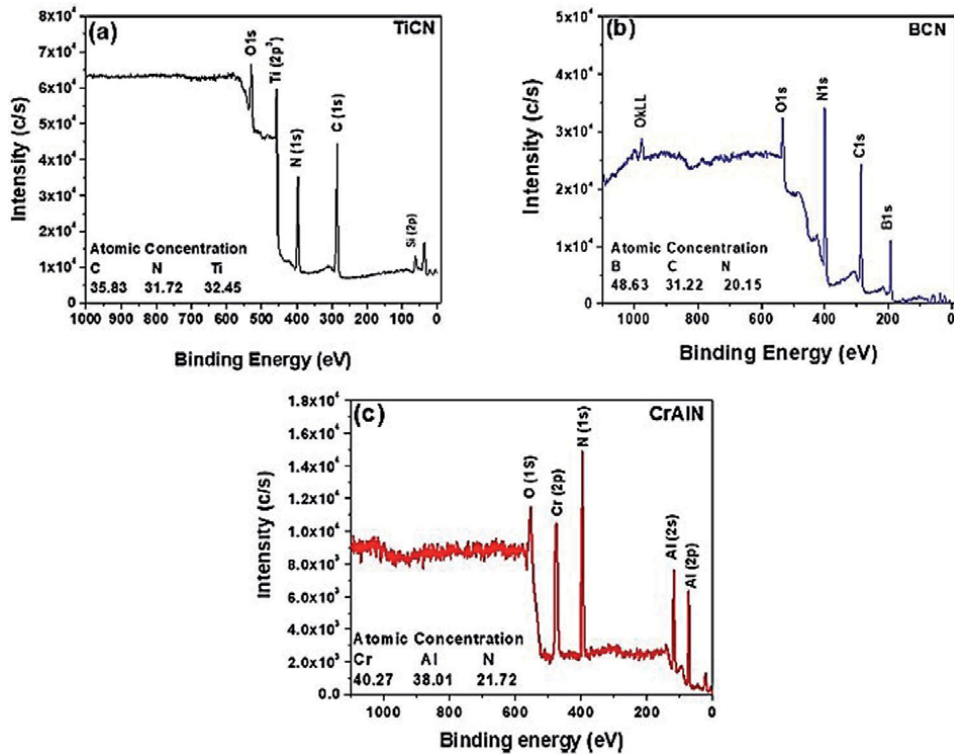 (a)
TiCN
8x10⁴
7x10⁴
6x10⁴
5x10⁴
4x10⁴
3x10⁴
2x10⁴
1x10⁴
0
Intensity (c/s)
O1s
Ti (2p³)
N (1s)
C (1s)
Si (2p)
Atomic Concentration
C N Ti
35.83 31.72 32.45
1000 900 800 700 600 500 400 300 200 100 0
Binding Energy (eV)
(b)
BCN
5x10⁴
4x10⁴
3x10⁴
2x10⁴
1x10⁴
0
Intensity (c/s)
OkLL
O1s
N1s
C1s
B1s
Atomic Concentration
B C N
48.63 31.22 20.15
1000 800 600 400 200 0
Binding Energy (eV)
(c)
CrAlN
1.8x10⁴
1.6x10⁴
1.4x10⁴
1.2x10⁴
1.0x10⁴
8.0x10³
6.0x10³
4.0x10³
2.0x10³
0.0
Intensity (c/s)
O (1S)
Cr (2p)
N (1s)
Al (2s)
Al (2p)
Atomic Concentration
Cr Al N
40.27 38.01 21.72
1000 800 600 400 200 0
Binding energy (eV)